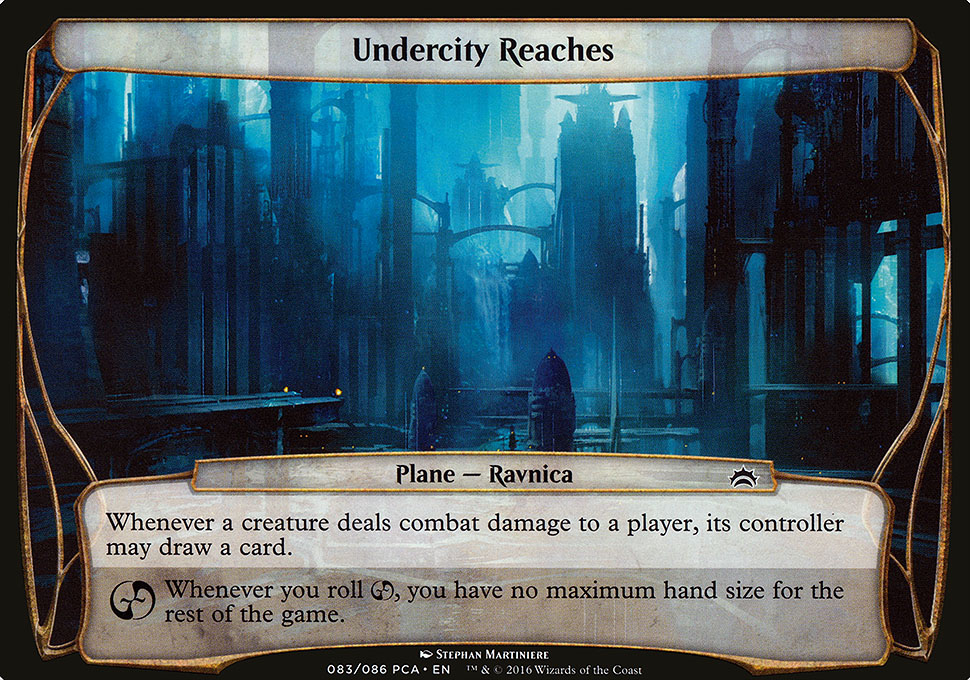 Undercity Reaches
Plane — Ravnica
Whenever a creature deals combat damage to a player, its controller
may draw a card.
Whenever you roll , you have no maximum hand size for the
rest of the game.
Stephan Martiniere
083/086 PCA • EN ™ & © 2016 Wizards of the Coast